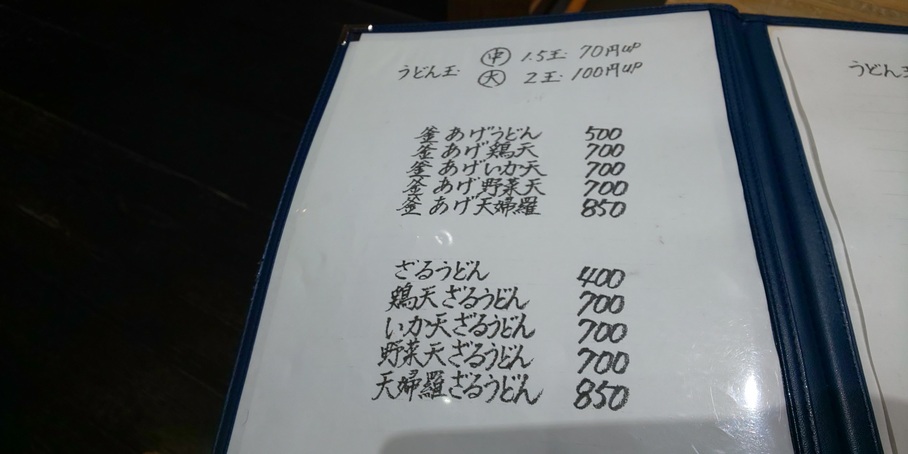 うどん玉 ㊥ 1.5玉 70円UP
㊅ 2玉 100円UP
釜あげうどん 500
釜あげ鶏天 700
釜あげいか天 700
釜あげ野菜天 700
釜あげ天婦羅 850
ざるうどん 400
鶏天ざるうどん 700
いか天ざるうどん 700
野菜天ざるうどん 700
天婦羅ざるうどん 850
うどん玉